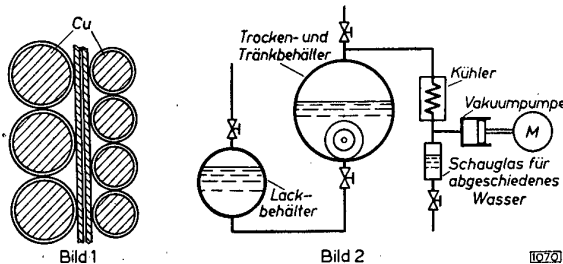 Cu
Bild 1
Trocken- und
Tränkbehälter
Kühler
Vakuumpumpe
M
Schauglas für
abgeschiedenes
Wasser
Lack-
behälter
Bild 2
1070